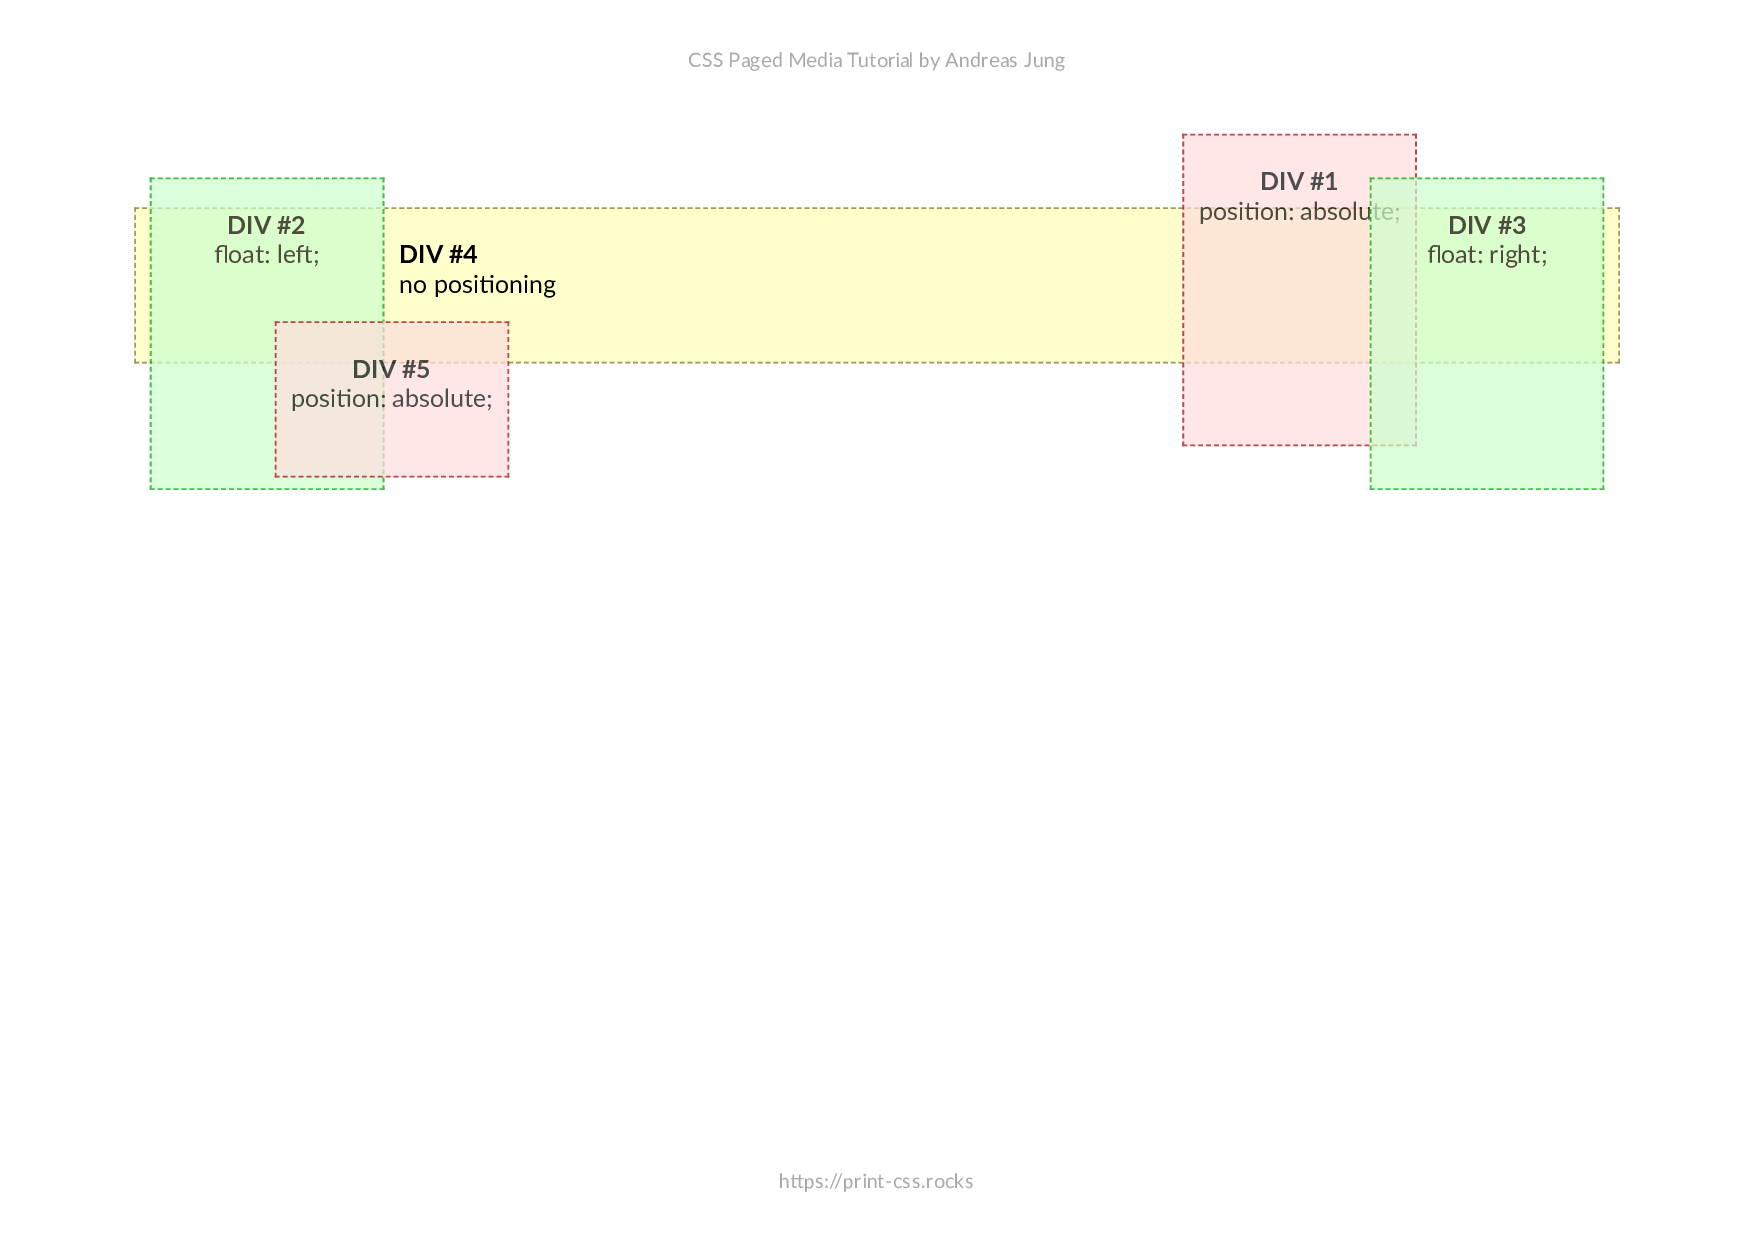 CSS Paged Media Tutorial by Andreas Jung
DIV #1
position: absolute;
DIV #2
float: left;
DIV #3
float: right;
DIV #4
no positioning
DIV #5
position: absolute;
https://print-css.rocks